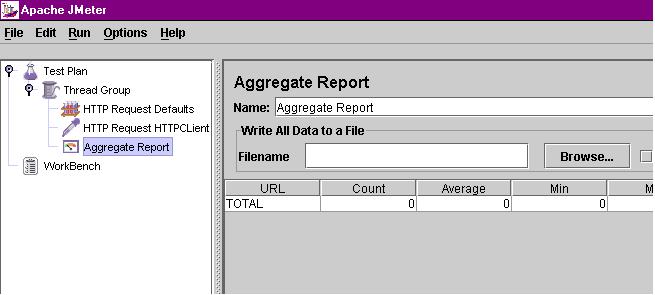 Apache JMeter
File Edit Run Options Help
Test Plan
Thread Group
HTTP Request Defaults
HTTP Request HTTPCLient
Aggregate Report
WorkBench
Aggregate Report
Name: Aggregate Report
Write All Data to a File
Filename Browse...
URL Count Average Min M
TOTAL 0 0 0